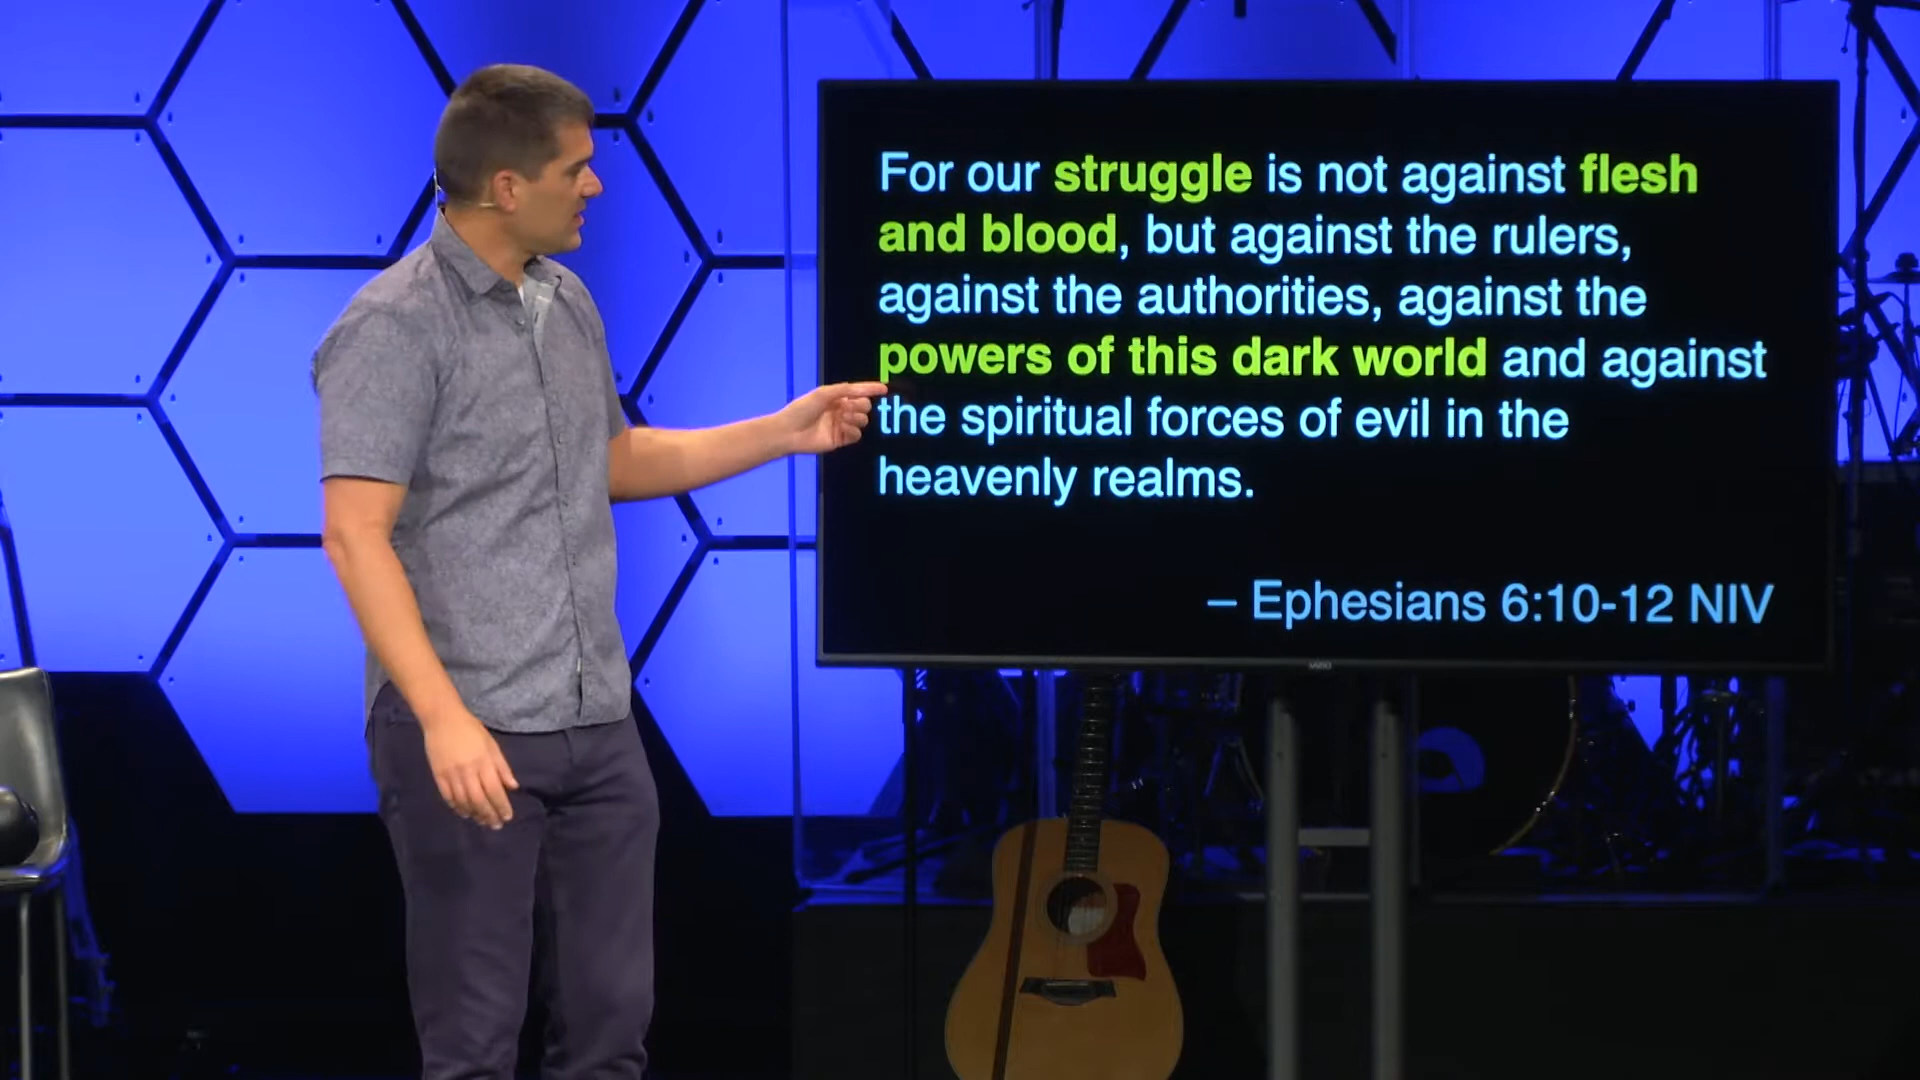 For our struggle is not against flesh
and blood, but against the rulers,
against the authorities, against the
powers of this dark world and against
the spiritual forces of evil in the
heavenly realms.
– Ephesians 6:10-12 NIV